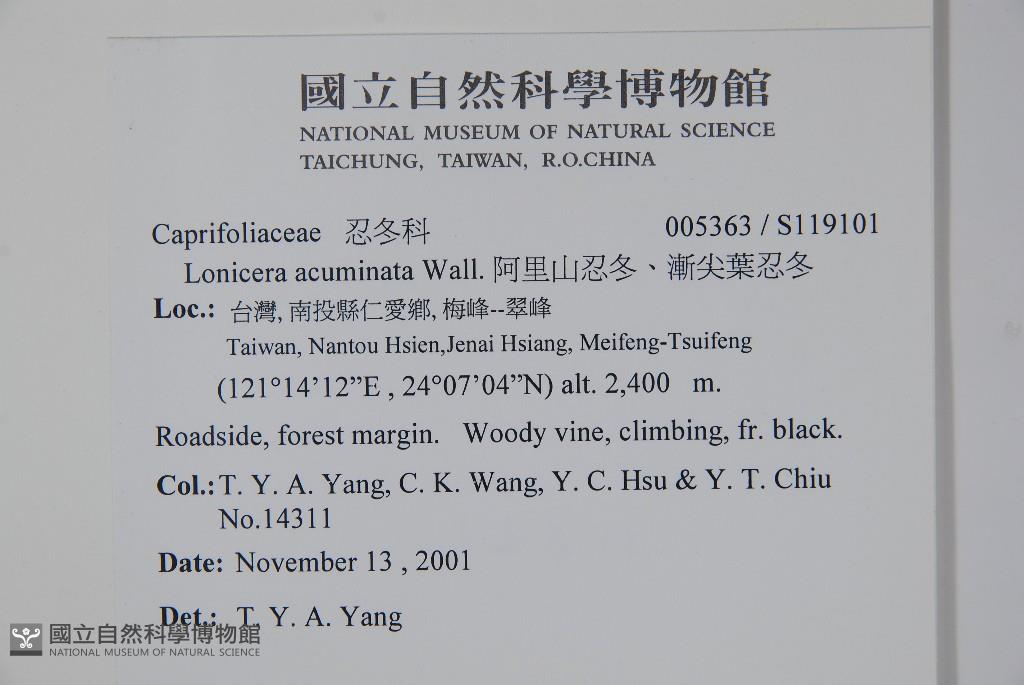 國立自然科學博物館
NATIONAL MUSEUM OF NATURAL SCIENCE
TAICHUNG, TAIWAN, R.O.CHINA
Caprifoliaceae 忍冬科 005363 / S119101
Lonicera acuminata Wall. 阿里山忍冬、漸尖葉忍冬
Loc.: 台灣, 南投縣仁愛鄉, 梅峰--翠峰
Taiwan, Nantou Hsien,Jenai Hsiang, Meifeng-Tsuifeng
(121°14’12”E , 24°07’04”N) alt. 2,400 m.
Roadside, forest margin. Woody vine, climbing, fr. black.
Col.: T. Y. A. Yang, C. K. Wang, Y. C. Hsu & Y. T. Chiu
No.14311
Date: November 13 , 2001
Det.: T. Y. A. Yang
國立自然科學博物館
NATIONAL MUSEUM OF NATURAL SCIENCE